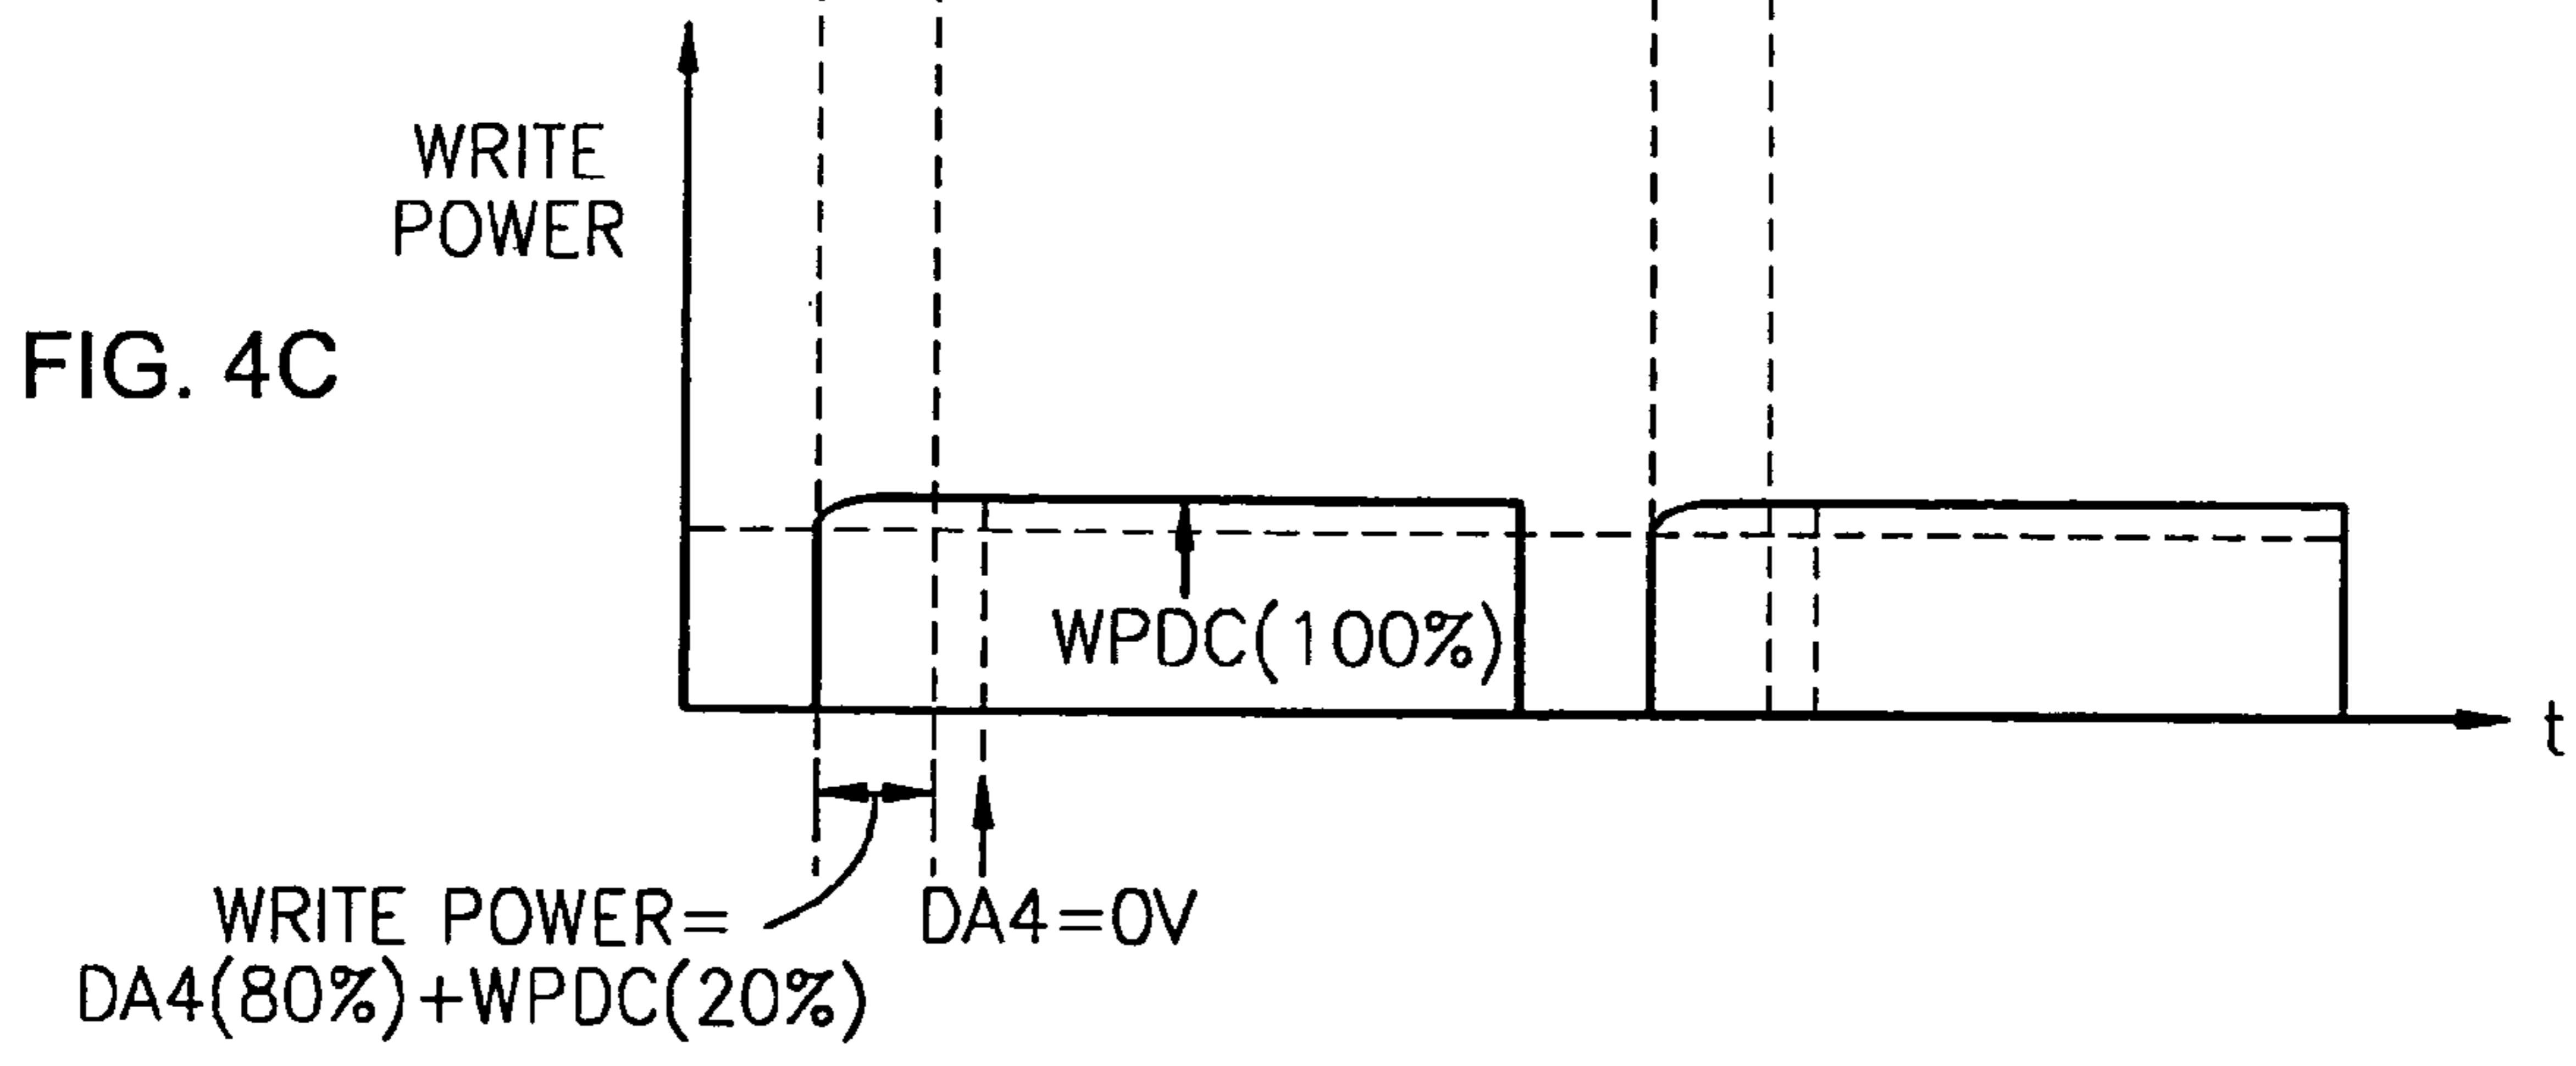 WRITE
POWER
FIG. 4C
WPDC(100%)
t
WRITE POWER=
DA4(80%)+WPDC(20%)
DA4=0V